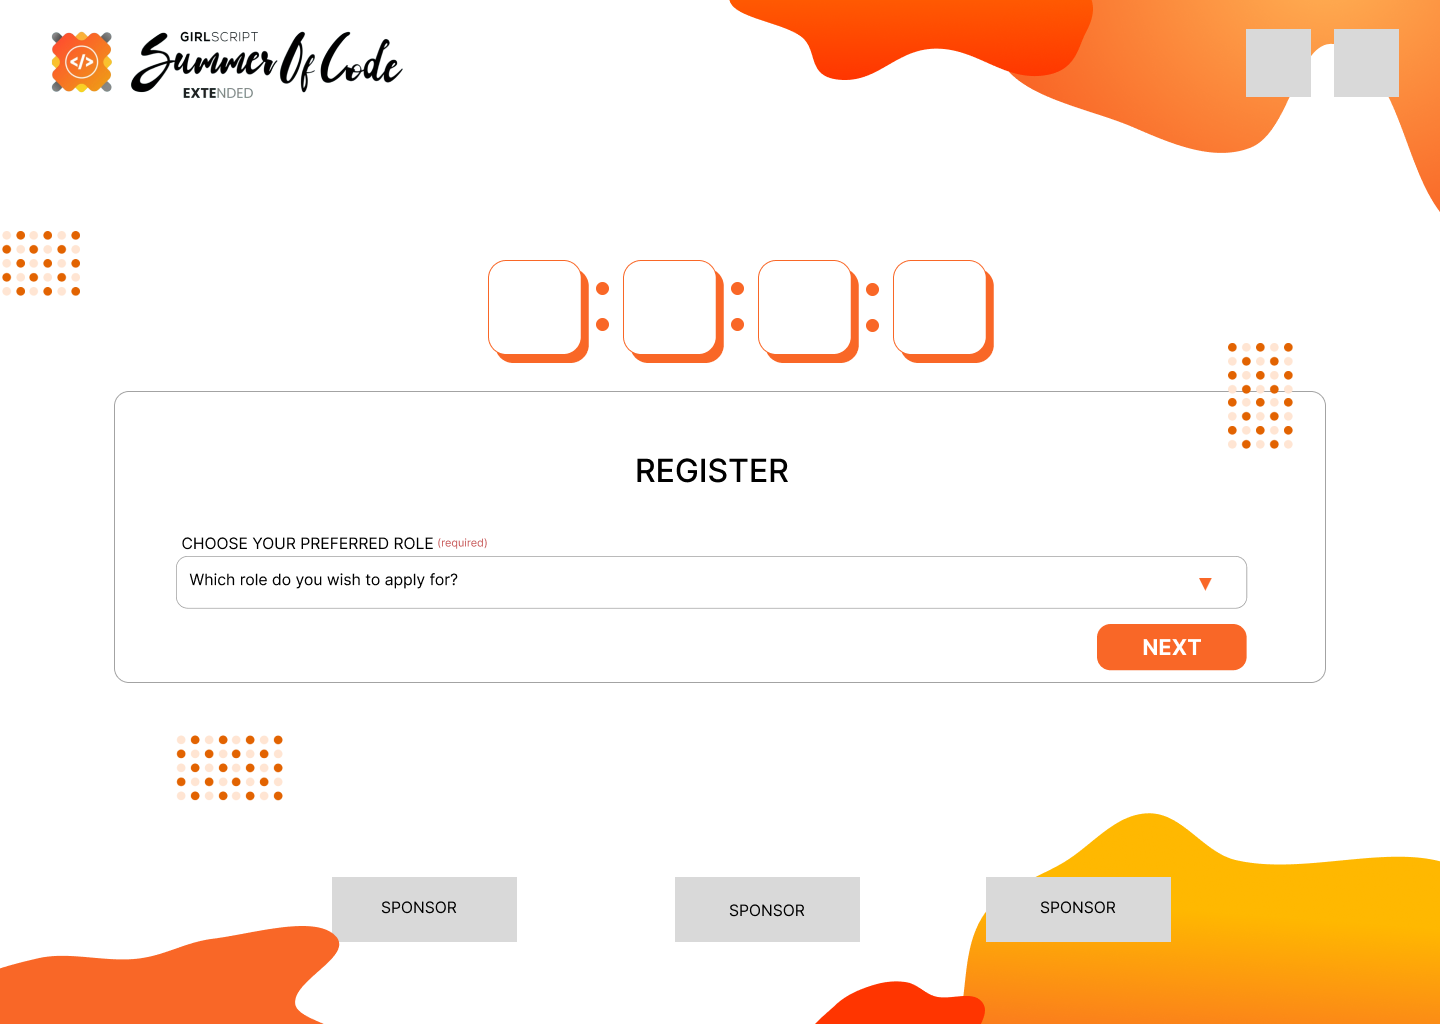 GIRLSCRIPT
Summer Of Code
EXTENDED
</>
REGISTER
CHOOSE YOUR PREFERRED ROLE (required)
Which role do you wish to apply for?
NEXT
SPONSOR
SPONSOR
SPONSOR